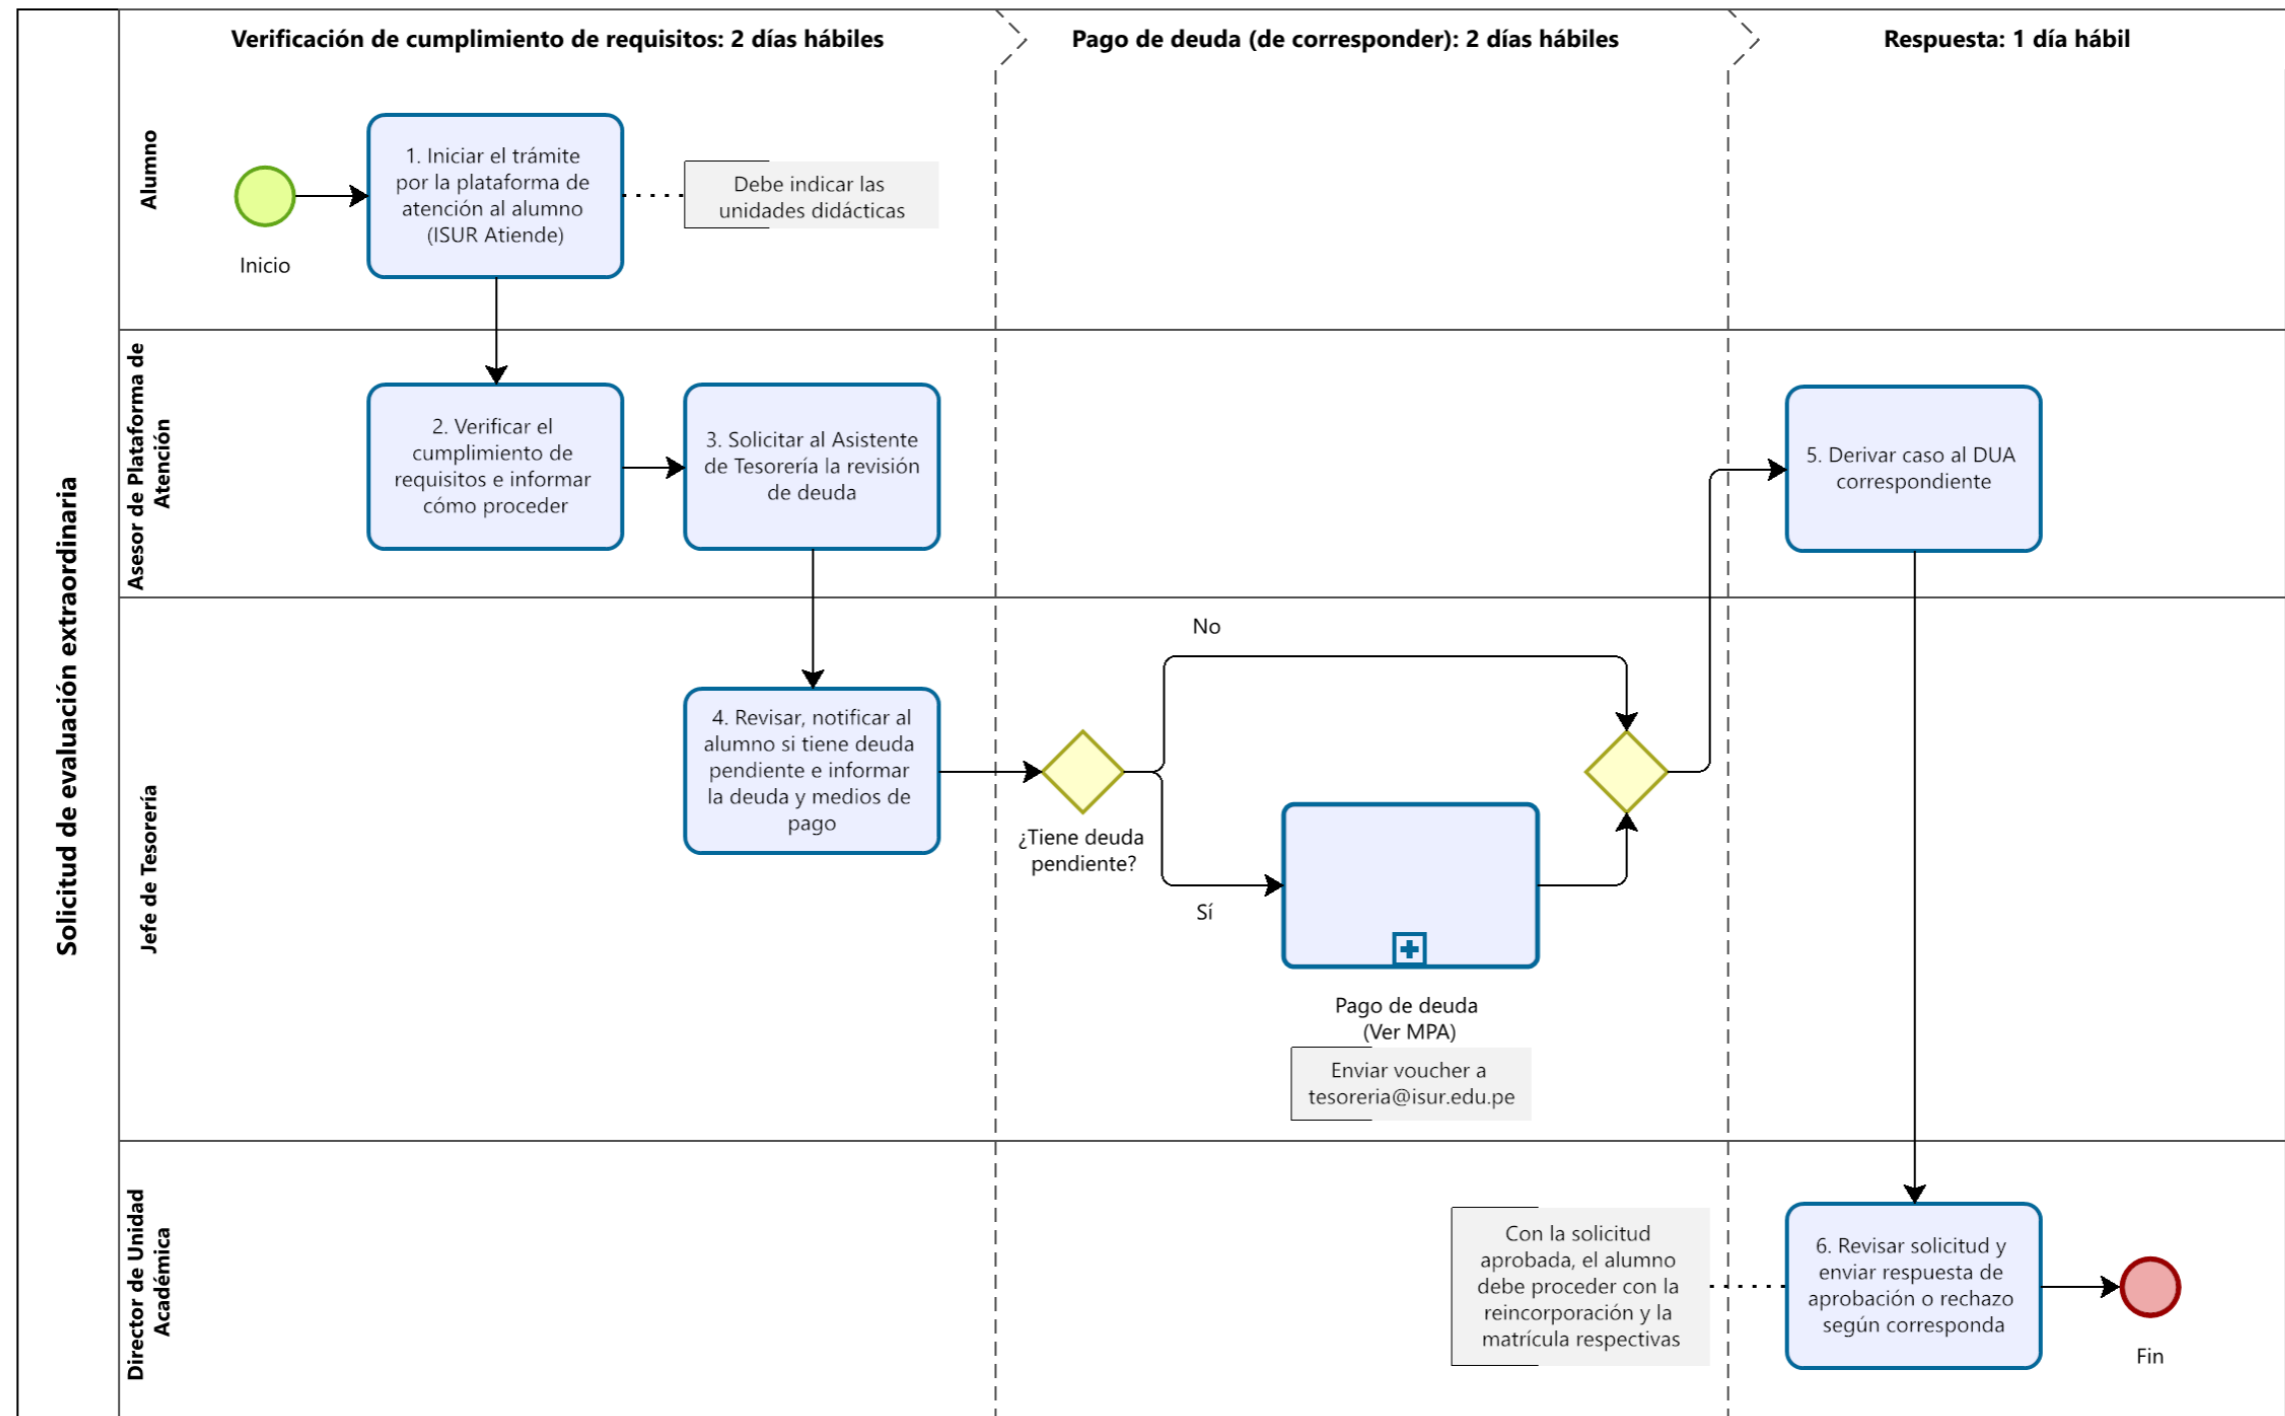 Verificación de cumplimiento de requisitos: 2 días hábiles
Pago de deuda (de corresponder): 2 días hábiles
Respuesta: 1 día hábil
Solicitud de evaluación extraordinaria
Alumno
Inicio
1. Iniciar el trámite
por la plataforma de
atención al alumno
(ISUR Atiende)
Debe indicar las
unidades didácticas
Asesor de Plataforma de
Atención
2. Verificar el
cumplimiento de
requisitos e informar
cómo proceder
3. Solicitar al Asistente
de Tesorería la revisión
de deuda
5. Derivar caso al DUA
correspondiente
Jefe de Tesorería
4. Revisar, notificar al
alumno si tiene deuda
pendiente e informar
la deuda y medios de
pago
¿Tiene deuda
pendiente?
No
Sí
Pago de deuda
(Ver MPA)
Enviar voucher a
tesoreria@isur.edu.pe
Director de Unidad
Académica
Con la solicitud
aprobada, el alumno
debe proceder con la
reincorporación y la
matrícula respectivas
6. Revisar solicitud y
enviar respuesta de
aprobación o rechazo
según corresponda
Fin